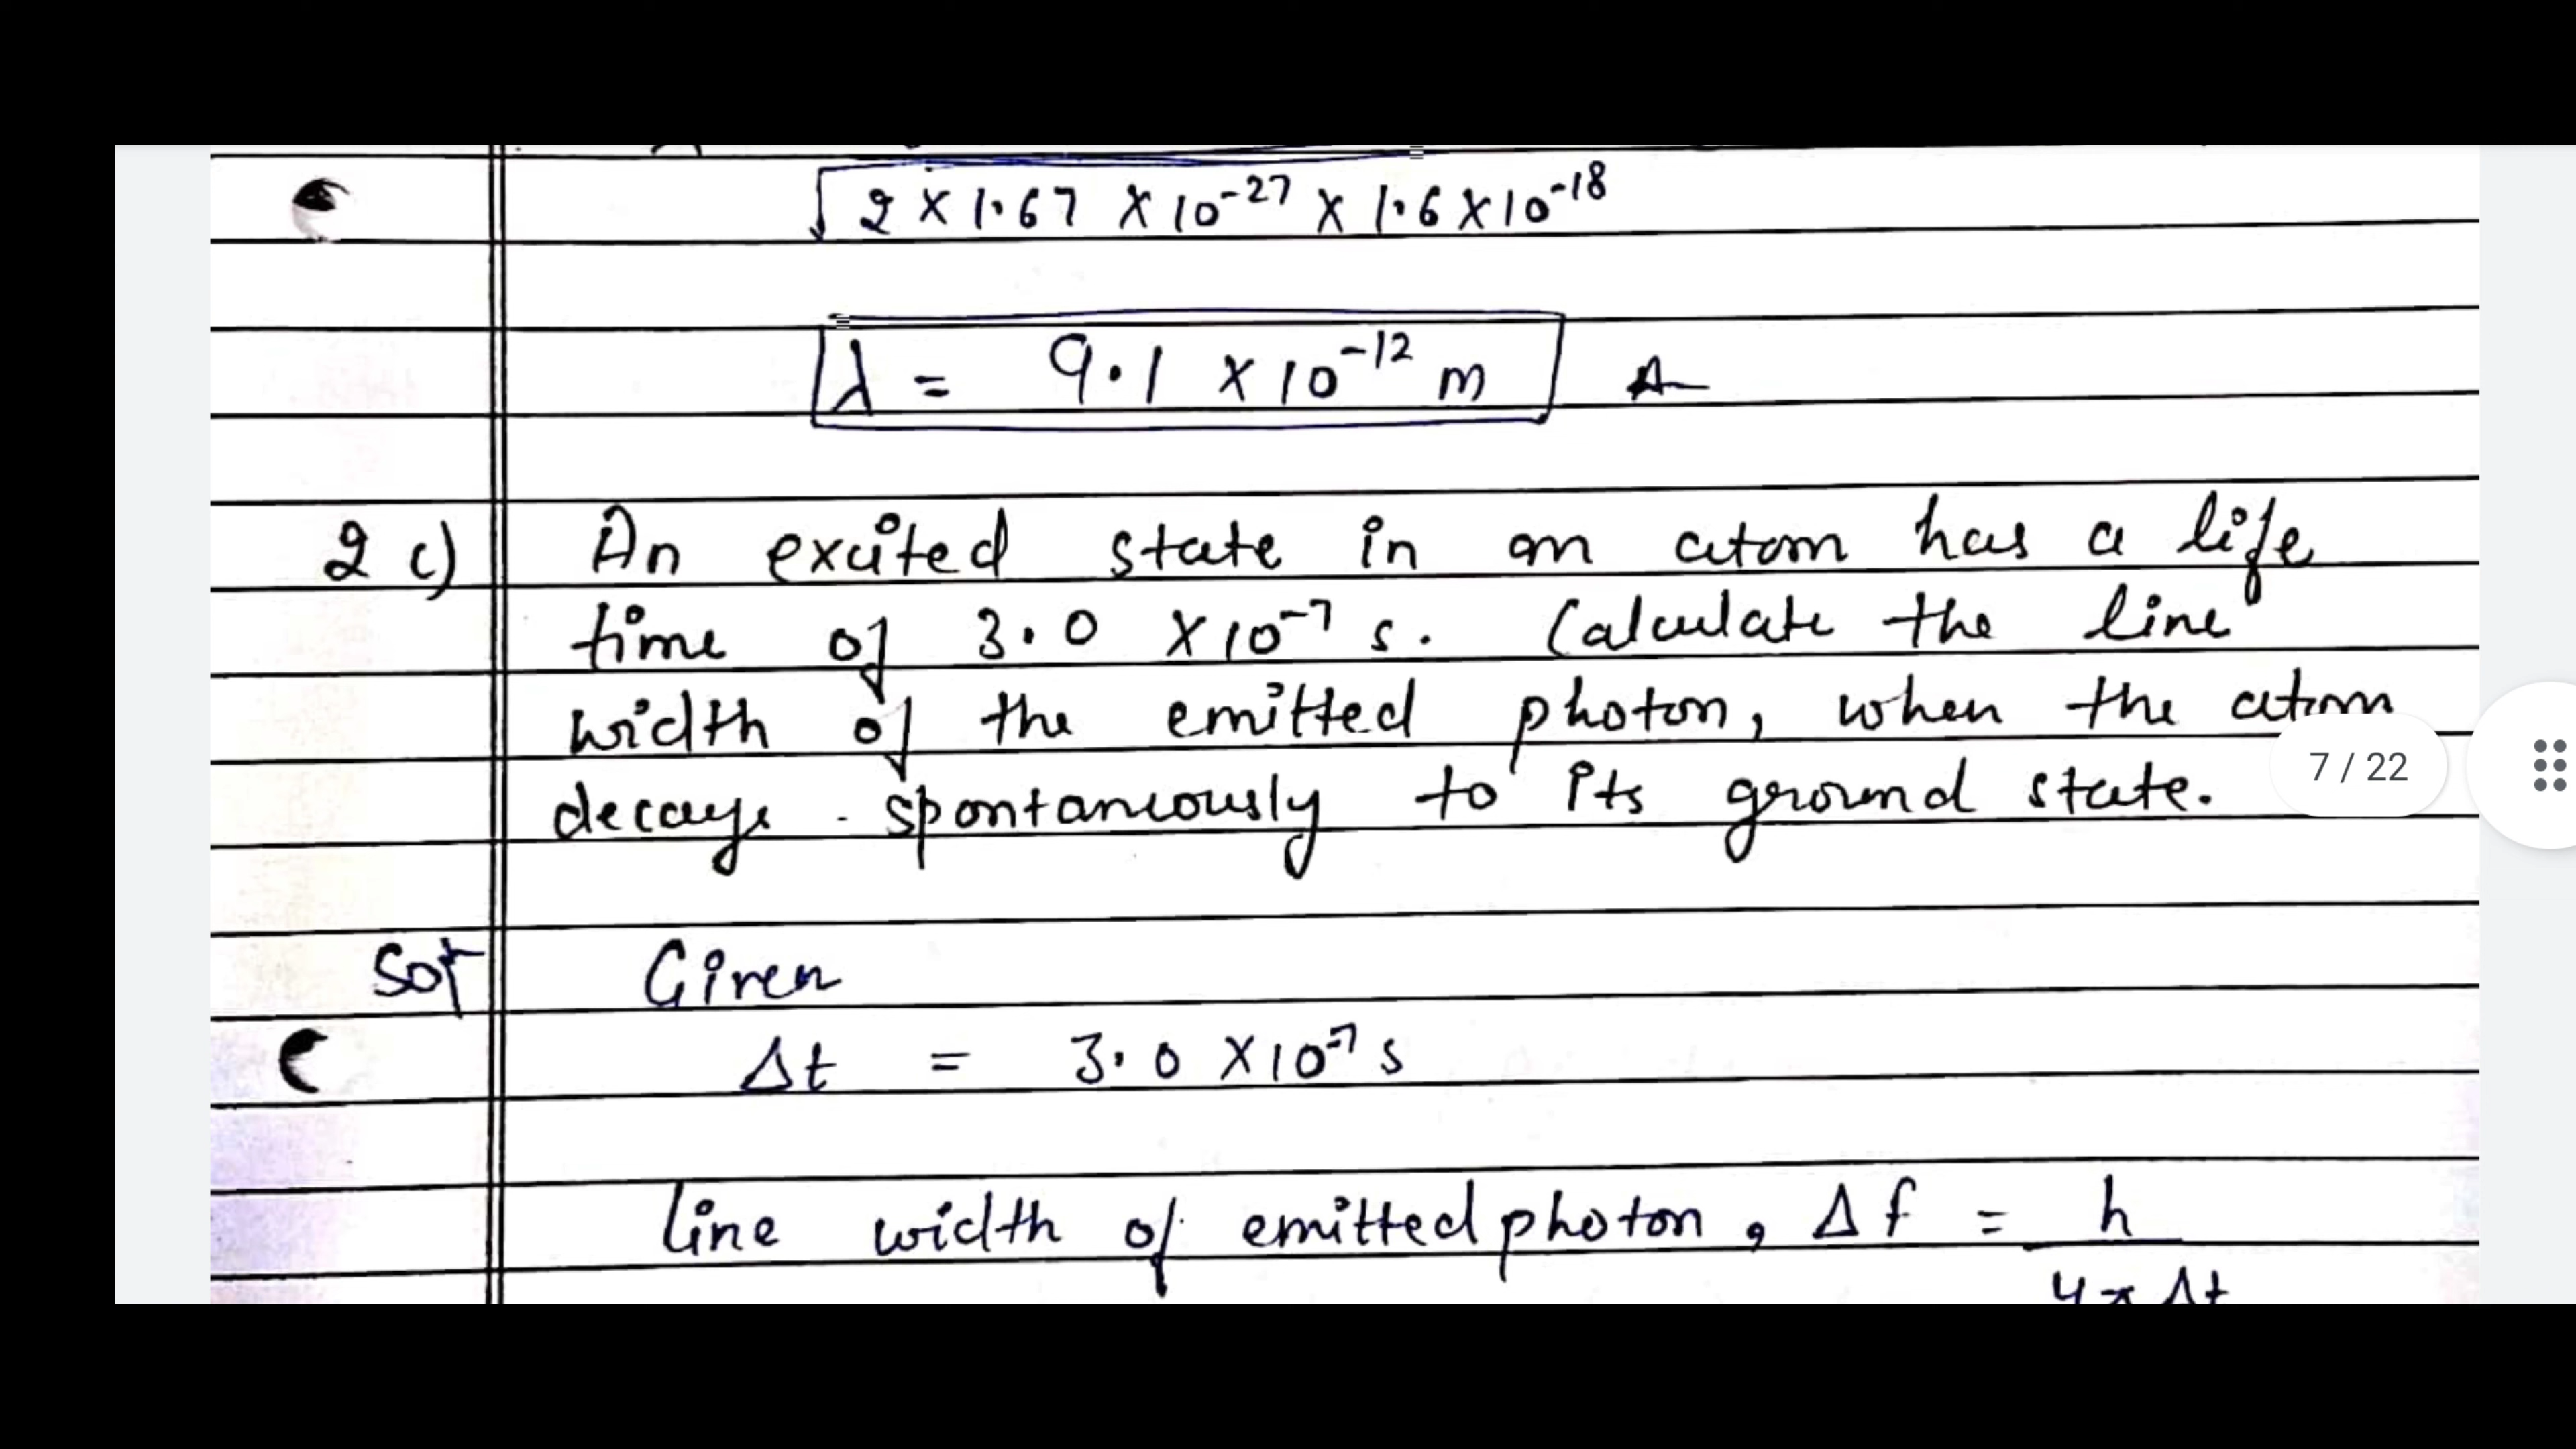 √2 × 1.67 × 10⁻²⁷ × 1.6 × 10⁻¹⁸
λ = 9.1 × 10⁻¹² m
2 c) An excited state in an atom has a life
time of 3.0 × 10⁻⁷ s. Calculate the line
width of the emitted photon, when the atom
7 / 22
decays spontaneously to its ground state.
Sol Given
Δt = 3.0 × 10⁻⁷ s
line width of emitted photon, Δf = h
4π Δt